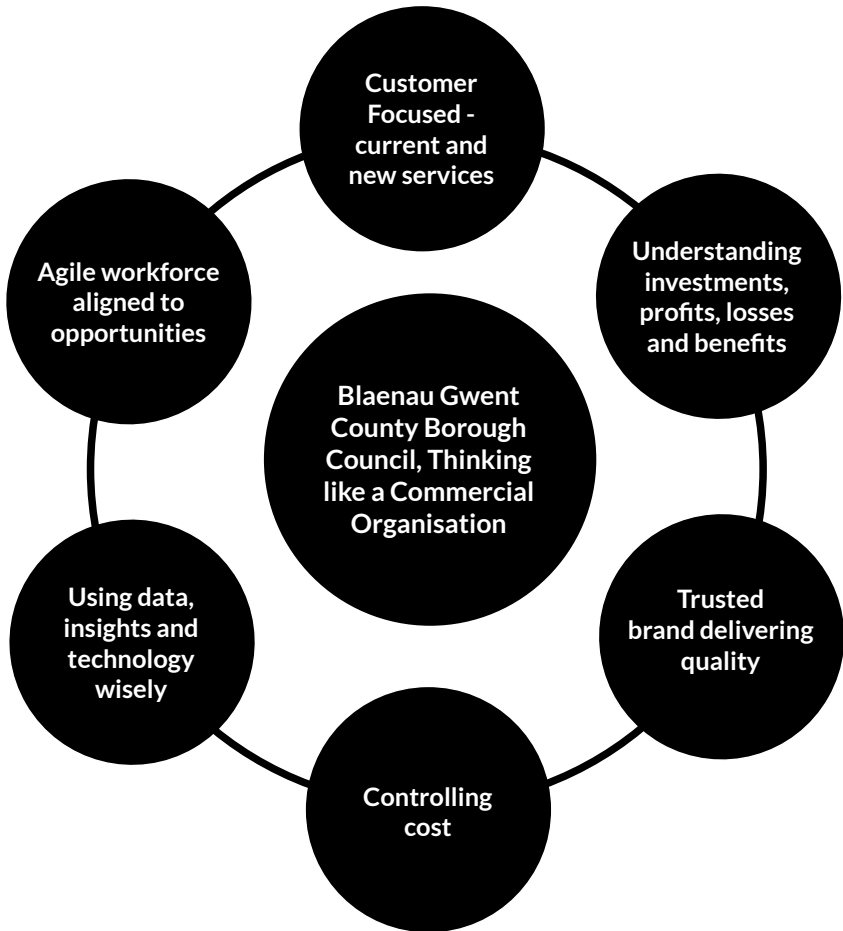 Customer
Focused -
current and
new services
Understanding
investments,
profits, losses
and benefits
Trusted
brand delivering
quality
Controlling
cost
Using data,
insights and
technology
wisely
Agile workforce
aligned to
opportunities
Blaenau Gwent
County Borough
Council, Thinking
like a Commercial
Organisation